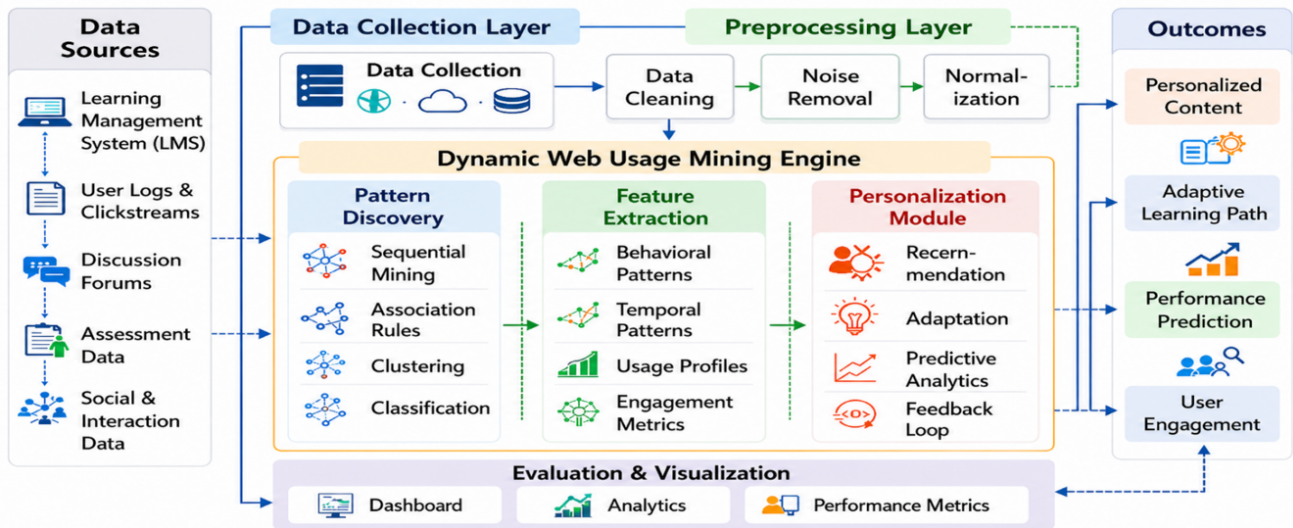 Data
Sources
Learning
Management
System (LMS)
User Logs &
Clickstreams
Discussion
Forums
Assessment
Data
Social &
Interaction
Data
Data Collection Layer
Preprocessing Layer
Data Collection
Data
Cleaning
Noise
Removal
Normal-
ization
Dynamic Web Usage Mining Engine
Pattern
Discovery
Sequential
Mining
Association
Rules
Clustering
Classification
Feature
Extraction
Behavioral
Patterns
Temporal
Patterns
Usage Profiles
Engagement
Metrics
Personalization
Module
Recern-
mendation
Adaptation
Predictive
Analytics
Feedback
Loop
Evaluation & Visualization
Dashboard
Analytics
Performance Metrics
Outcomes
Personalized
Content
Adaptive
Learning Path
Performance
Prediction
User
Engagement